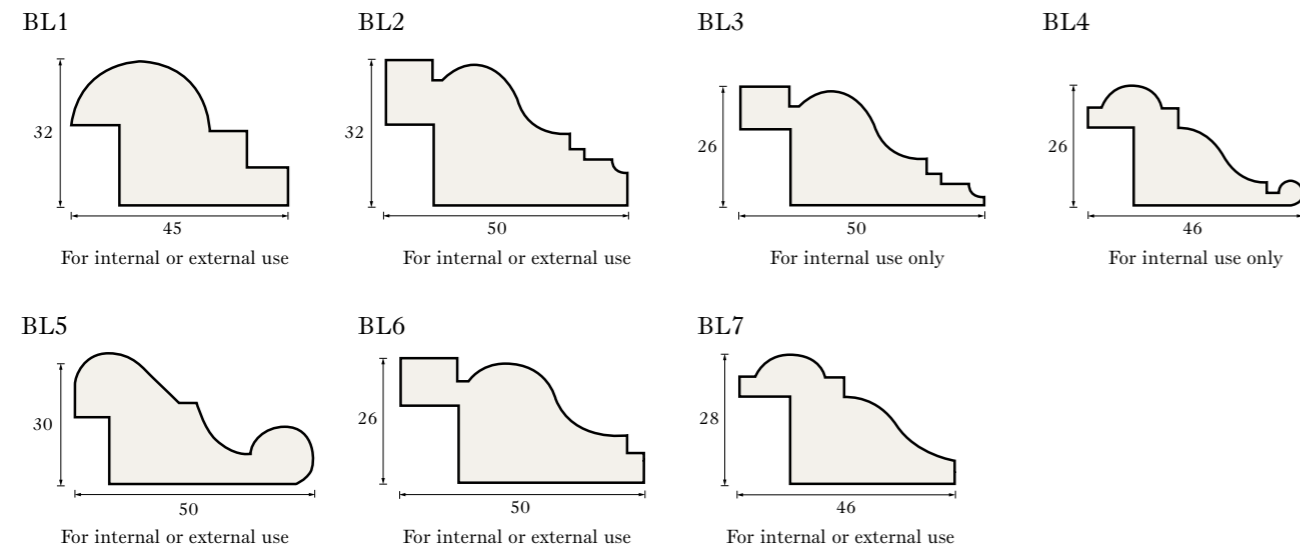 BL1
BL2
BL3
BL4
32
32
26
26
45
50
50
46
For internal or external use
For internal or external use
For internal use only
For internal use only
BL5
BL6
BL7
30
26
28
50
50
46
For internal or external use
For internal or external use
For internal or external use